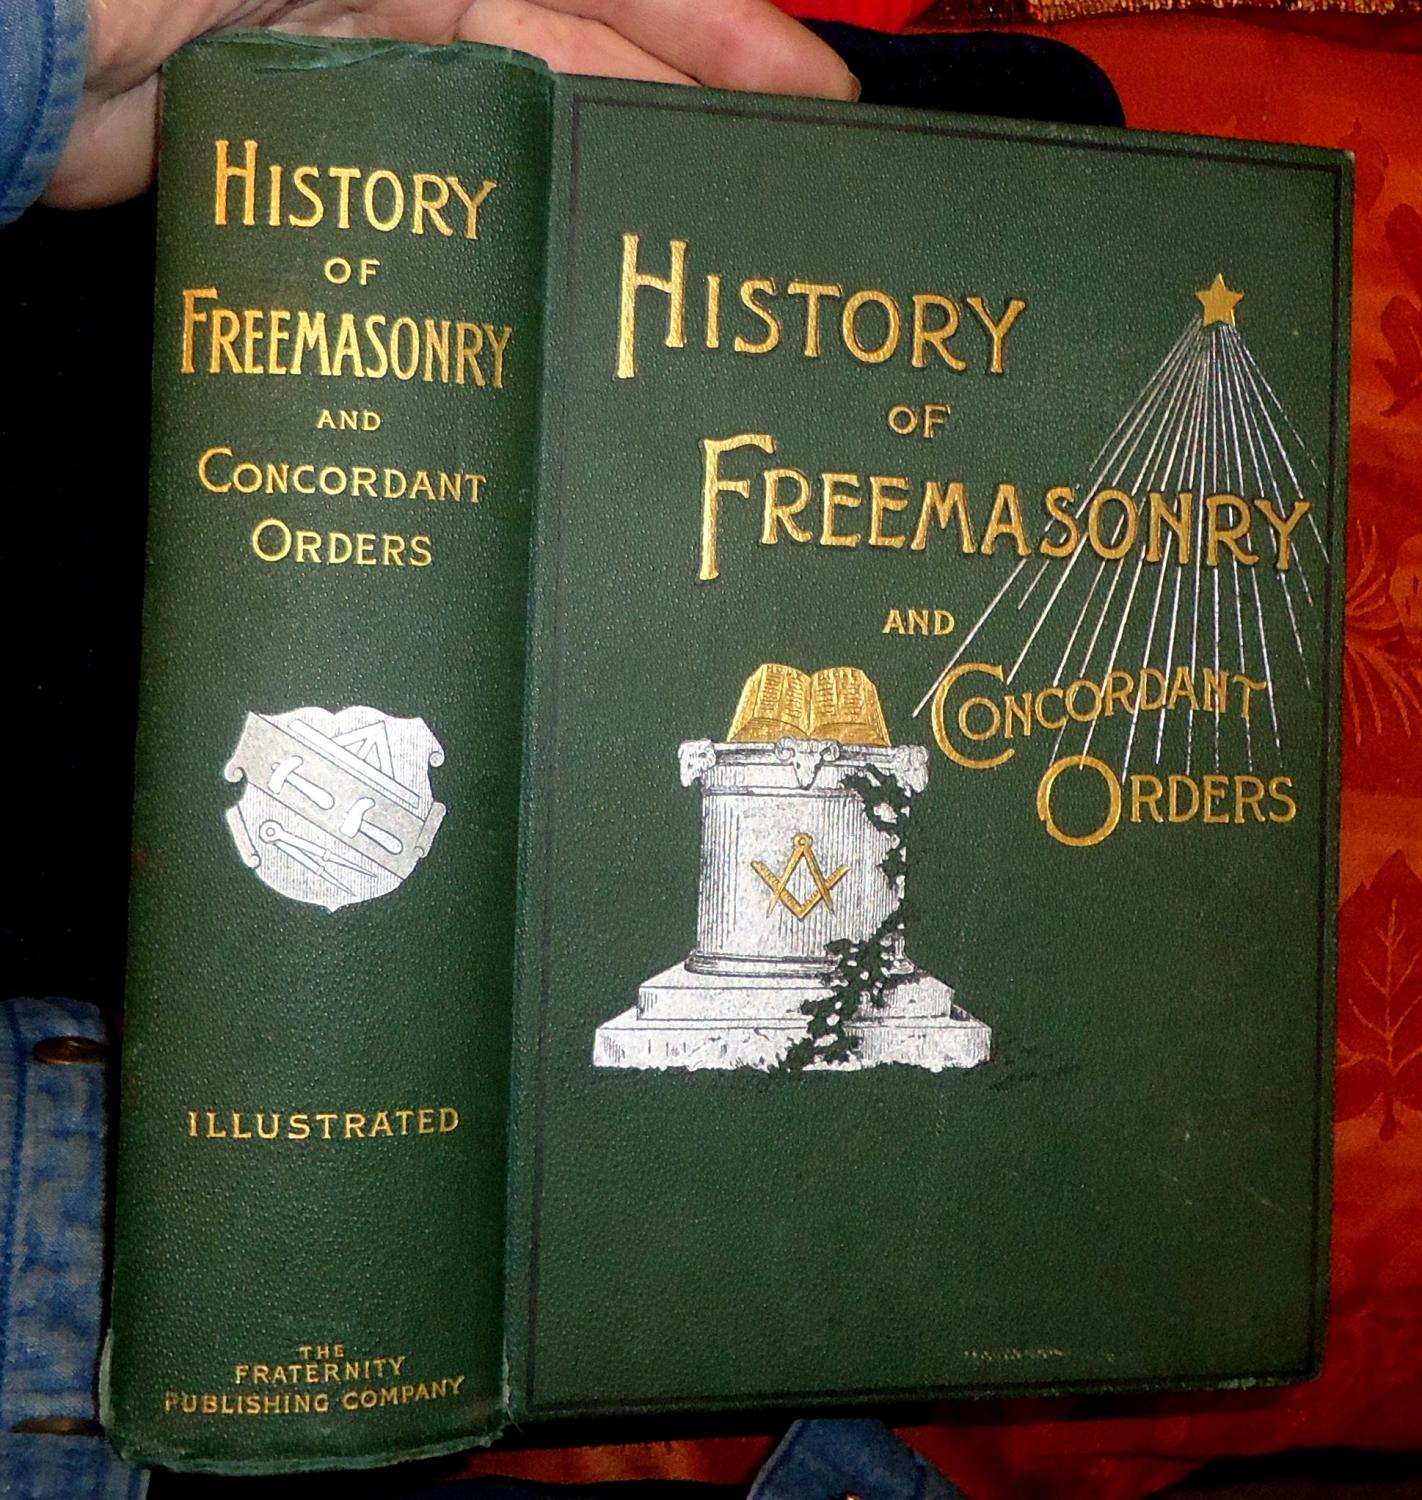 HISTORY
OF
FREEMASONRY
AND
CONCORDANT
ORDERS
ILLUSTRATED
THE
FRATERNITY
PUBLISHING COMPANY
HISTORY
OF
FREEMASONRY
AND
CONCORDANT
ORDERS